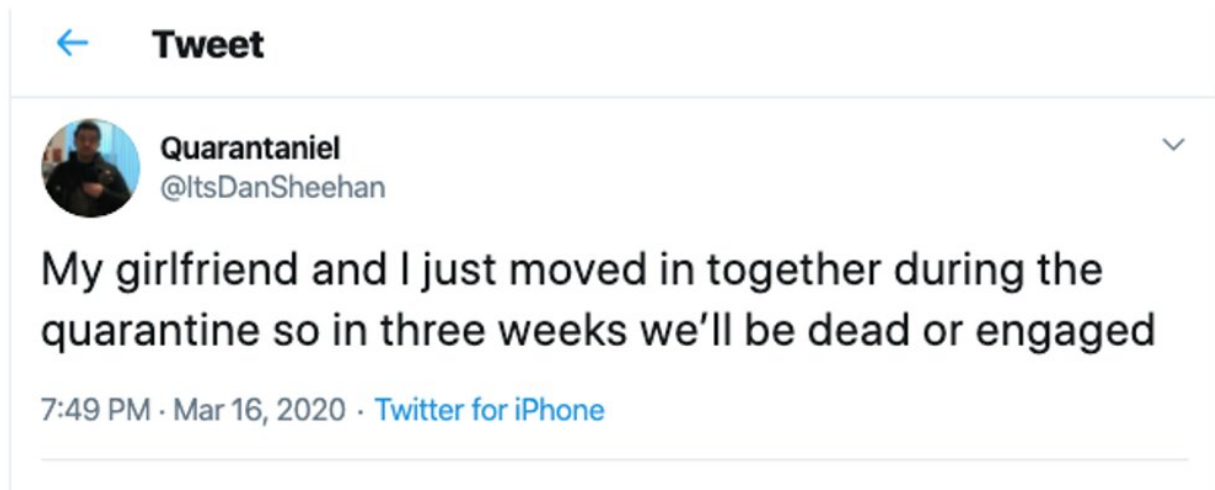 Tweet
Quarantaniel
@ItsDanSheehan
My girlfriend and I just moved in together during the
quarantine so in three weeks we’ll be dead or engaged
7:49 PM · Mar 16, 2020 · Twitter for iPhone